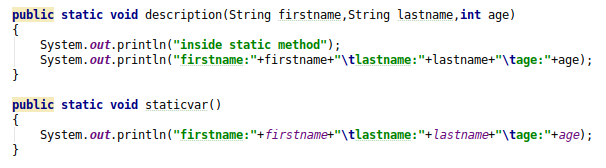 public static void description(String firstname,String lastname,int age)
{
    System.out.println("inside static method");
    System.out.println("firstname:"+firstname+"\tlastname:"+lastname+"\tage:"+age);
}

public static void staticvar()
{
    System.out.println("firstname:"+firstname+"\tlastname:"+lastname+"\tage:"+age);
}